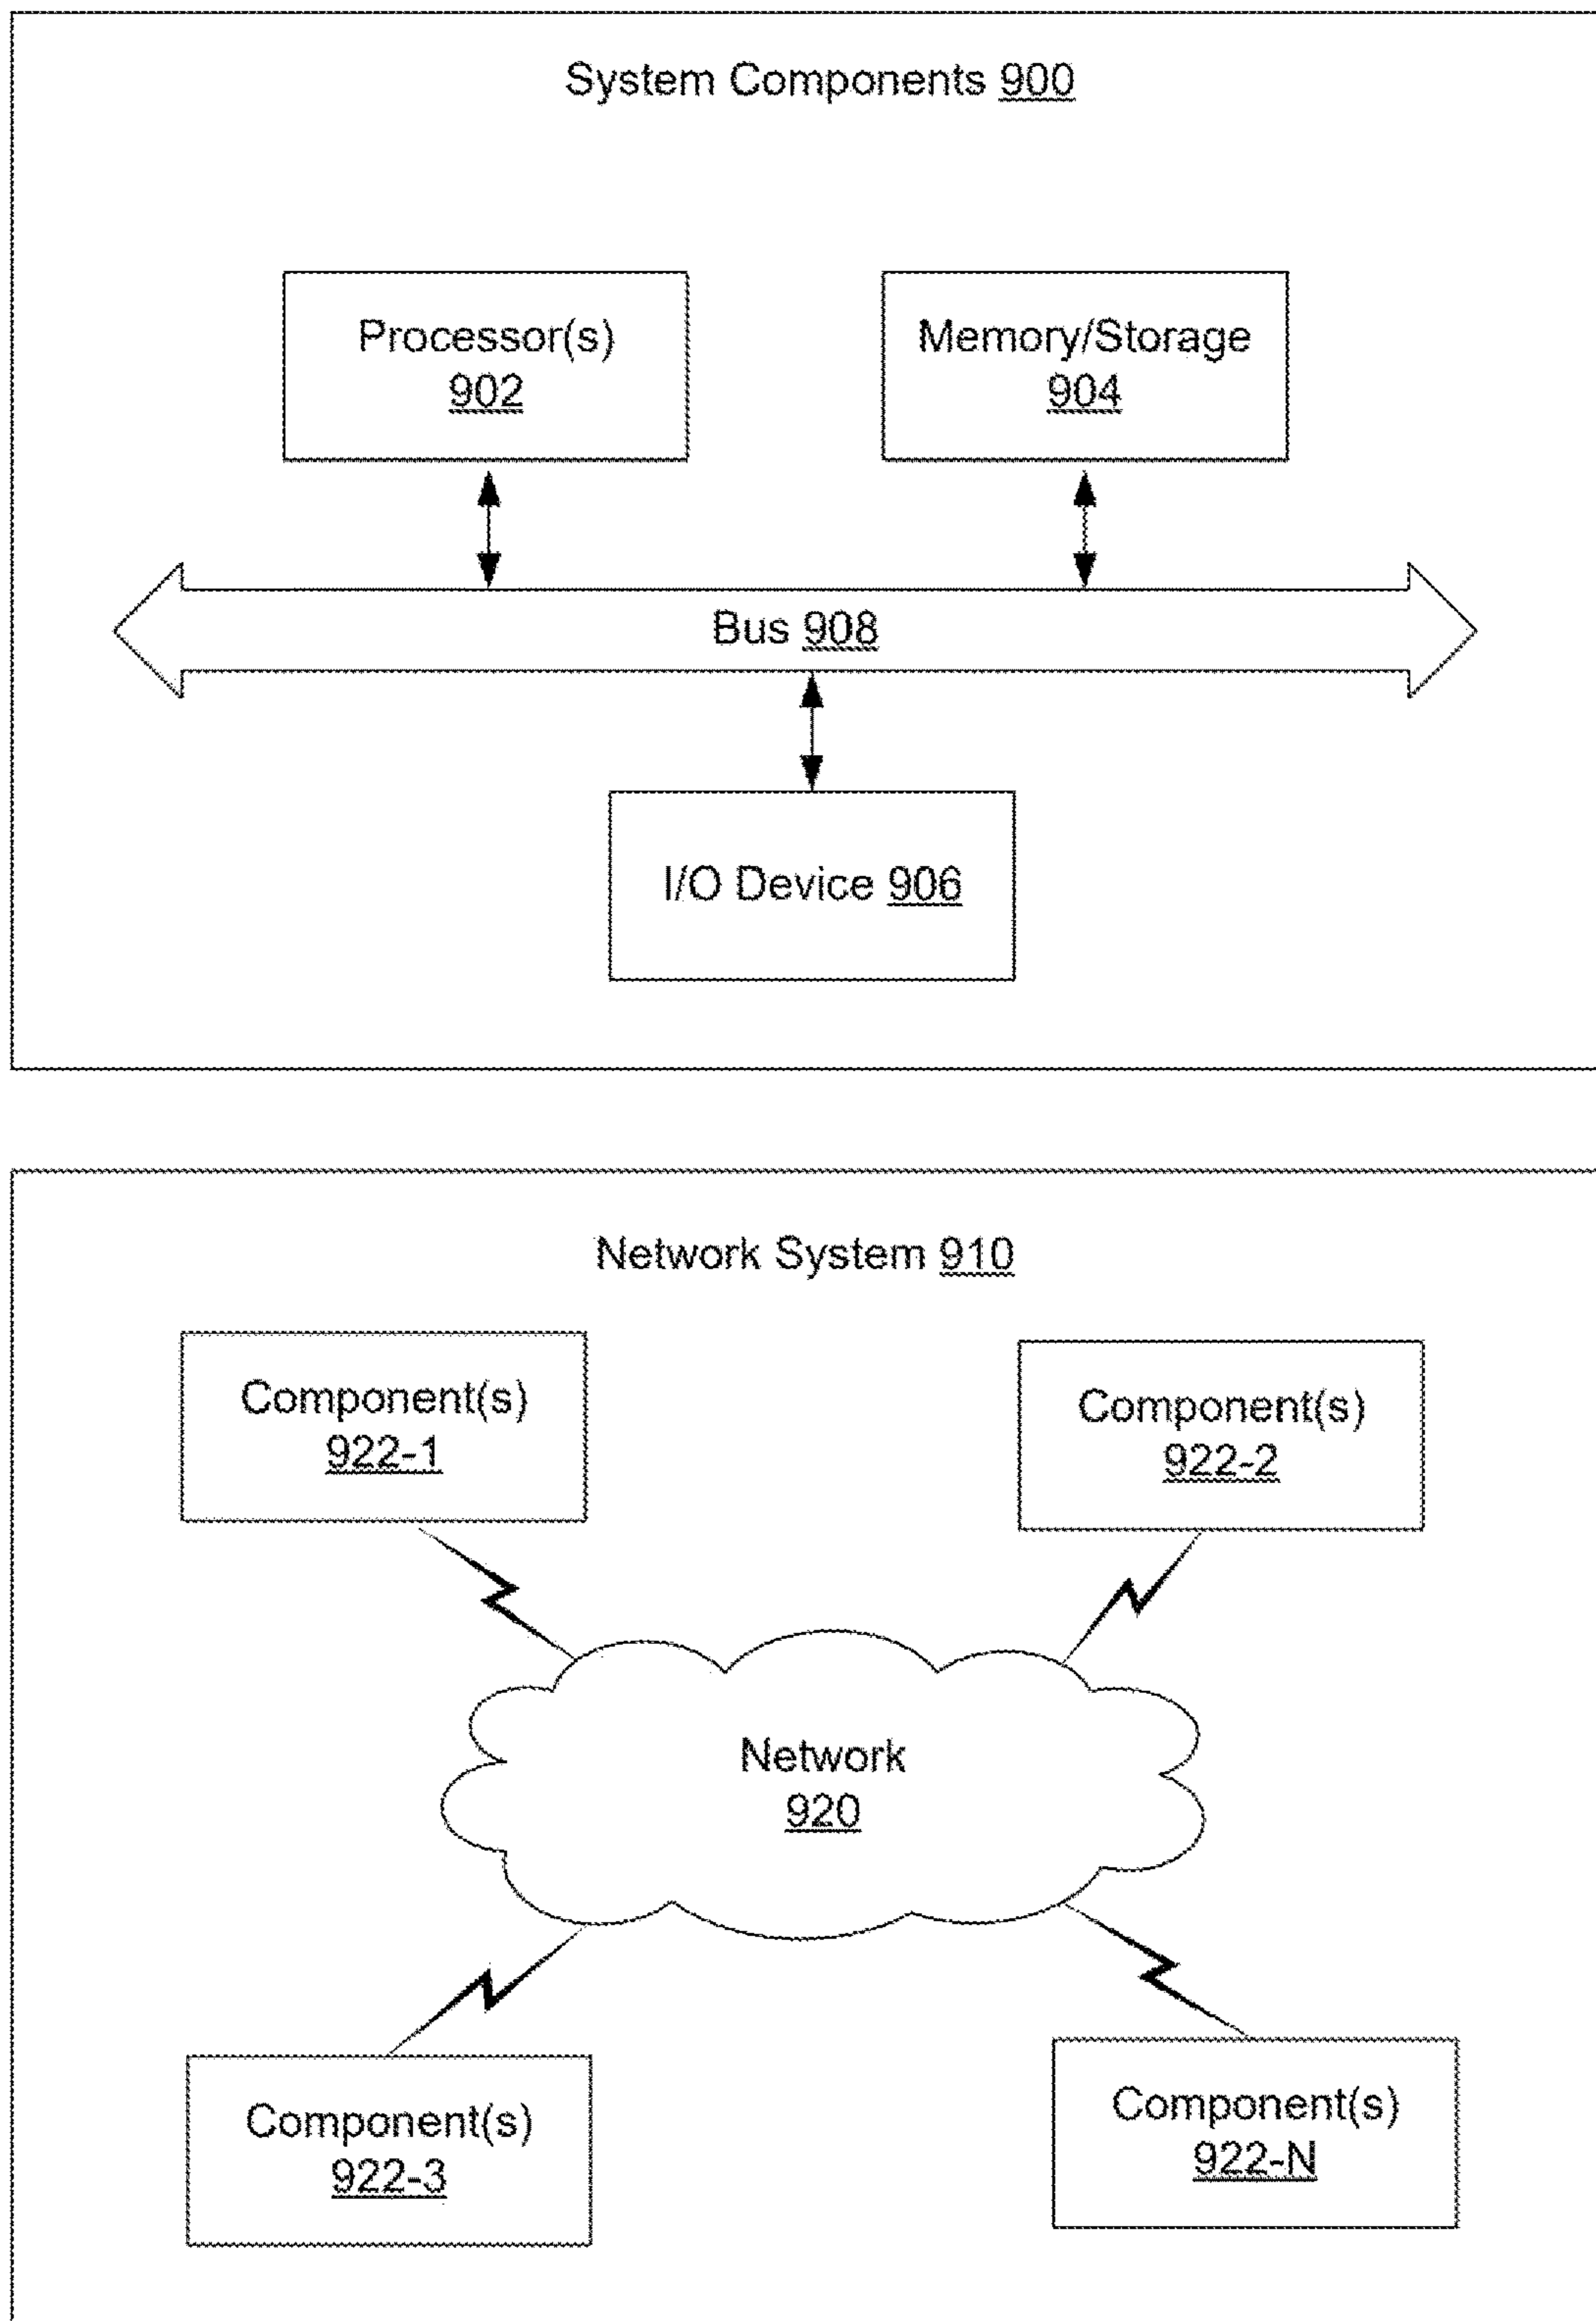 System Components 900
Processor(s)
902
Memory/Storage
904
Bus 908
I/O Device 906
Network System 910
Component(s)
922-1
Component(s)
922-2
Network
920
Component(s)
922-3
Component(s)
922-N